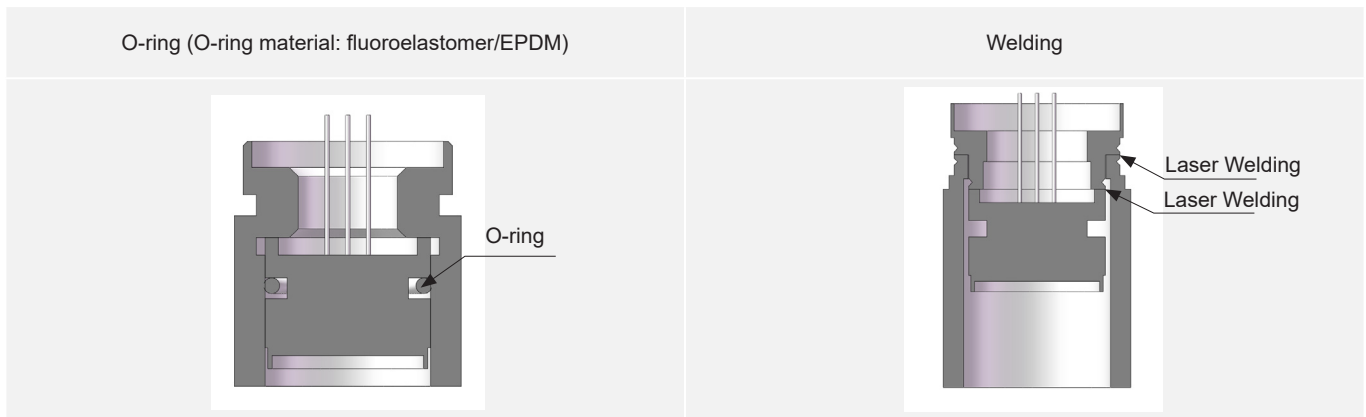 O-ring (O-ring material: fluoroelastomer/EPDM)
Welding
O-ring
Laser Welding
Laser Welding